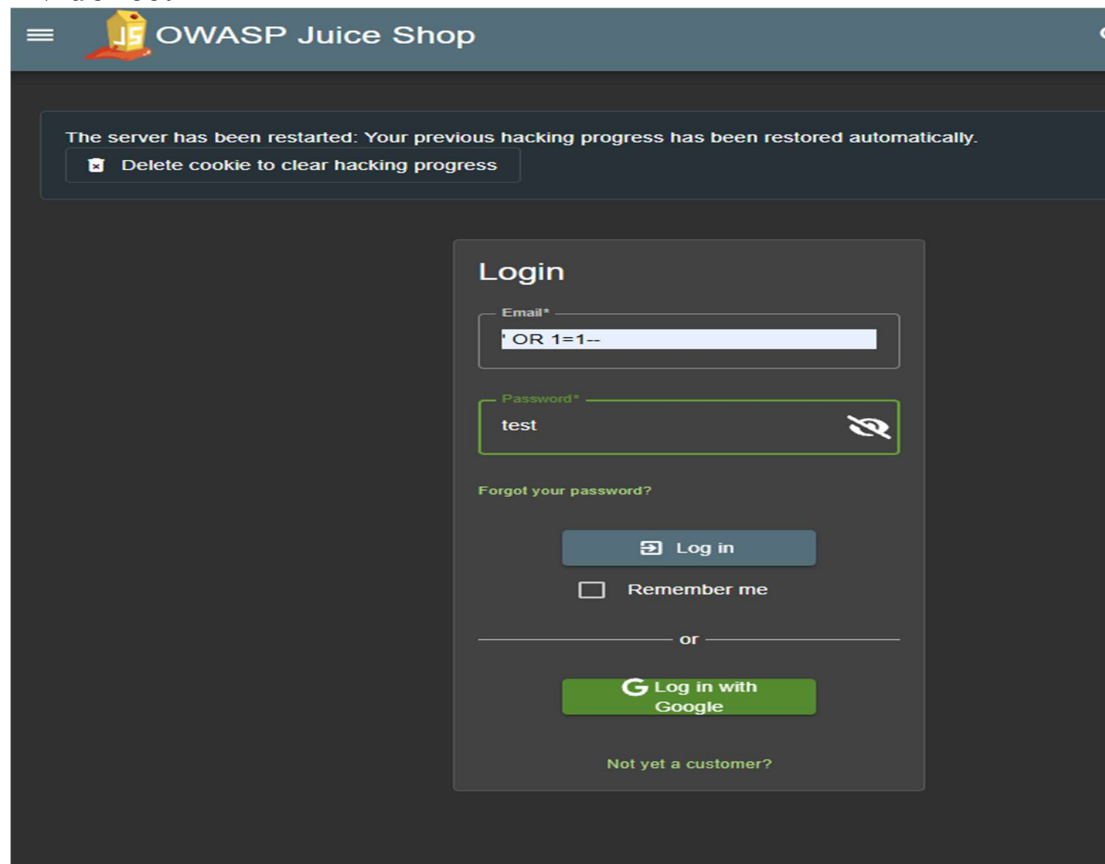 OWASP Juice Shop
The server has been restarted: Your previous hacking progress has been restored automatically.
Delete cookie to clear hacking progress
Login
Email*
' OR 1=1--
Password*
test
Forgot your password?
Log in
Remember me
or
G Log in with
Google
Not yet a customer?